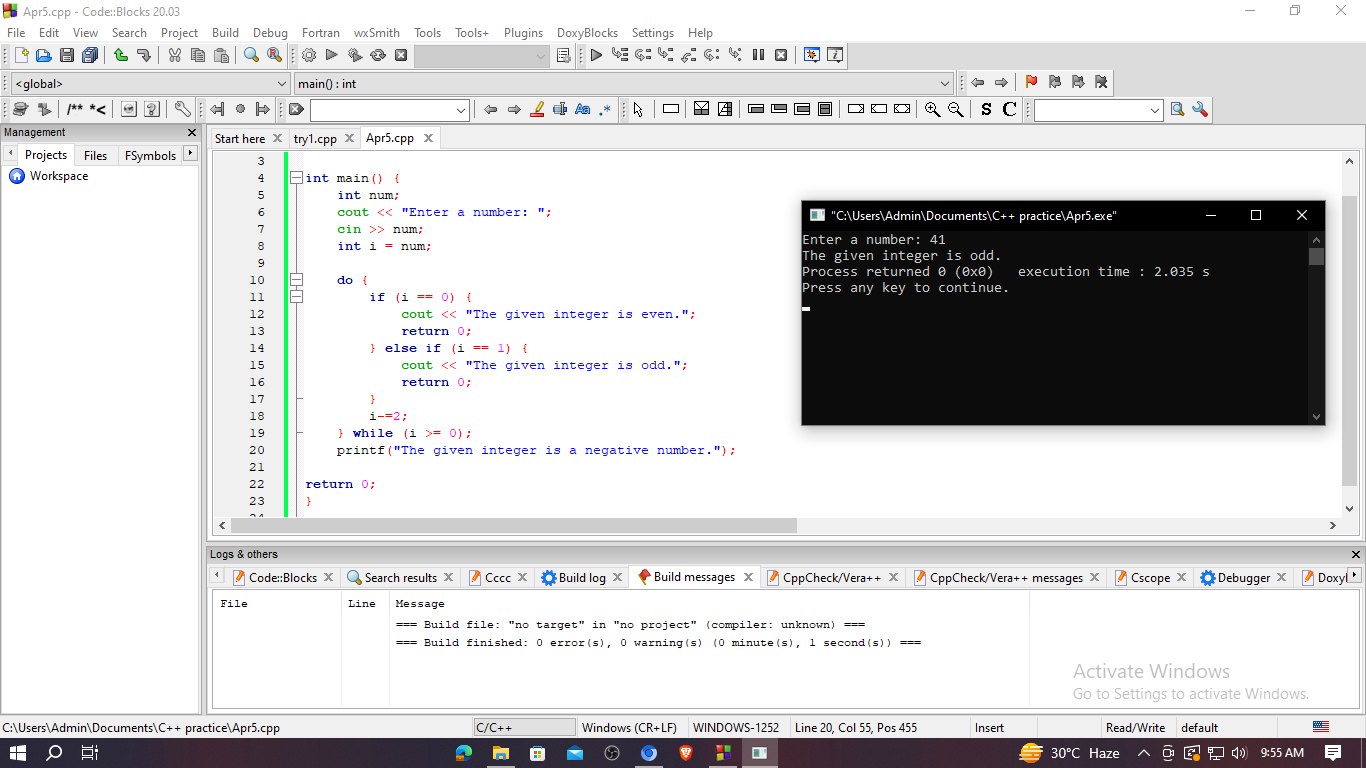 Apr5.cpp - Code::Blocks 20.03
File Edit View Search Project Build Debug Fortran wxSmith Tools Tools+ Plugins DoxyBlocks Settings Help
<global> main() : int
/** *< Aa .* S C
Management
Projects Files FSymbols
Workspace
Start here try1.cpp Apr5.cpp
3
4 int main() {
5 int num;
6 cout << "Enter a number: ";
7 cin >> num;
8 int i = num;
9
10 do {
11 if (i == 0) {
12 cout << "The given integer is even.";
13 return 0;
14 } else if (i == 1) {
15 cout << "The given integer is odd.";
16 return 0;
17 }
18 i-=2;
19 } while (i >= 0);
20 printf("The given integer is a negative number.");
21
22 return 0;
23 }
"C:\Users\Admin\Documents\C++ practice\Apr5.exe"
Enter a number: 41
The given integer is odd.
Process returned 0 (0x0) execution time : 2.035 s
Press any key to continue.
Logs & others
Code::Blocks Search results Cccc Build log Build messages CppCheck/Vera++ CppCheck/Vera++ messages Cscope Debugger Doxyl
File Line Message
=== Build file: "no target" in "no project" (compiler: unknown) ===
=== Build finished: 0 error(s), 0 warning(s) (0 minute(s), 1 second(s)) ===
Activate Windows
Go to Settings to activate Windows.
C:\Users\Admin\Documents\C++ practice\Apr5.cpp C/C++ Windows (CR+LF) WINDOWS-1252 Line 20, Col 55, Pos 455 Insert Read/Write default
30°C Haze 9:55 AM